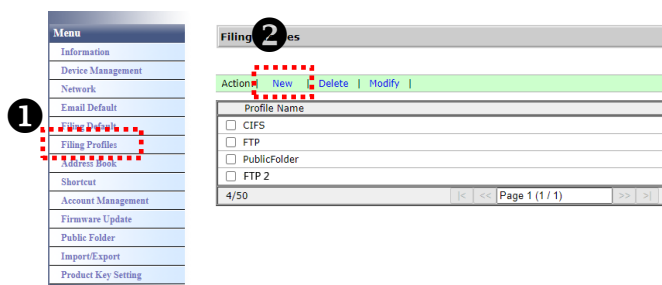 Menu
Information
Device Management
Network
Email Default
Filing Default
Filing Profiles
Address Book
Shortcut
Account Management
Firmware Update
Public Folder
Import/Export
Product Key Setting
1
2
Filing
Action | New | Delete | Modify |
Profile Name
CIFS
FTP
PublicFolder
FTP 2
4/50 |< << Page 1 (1 / 1) >> >|